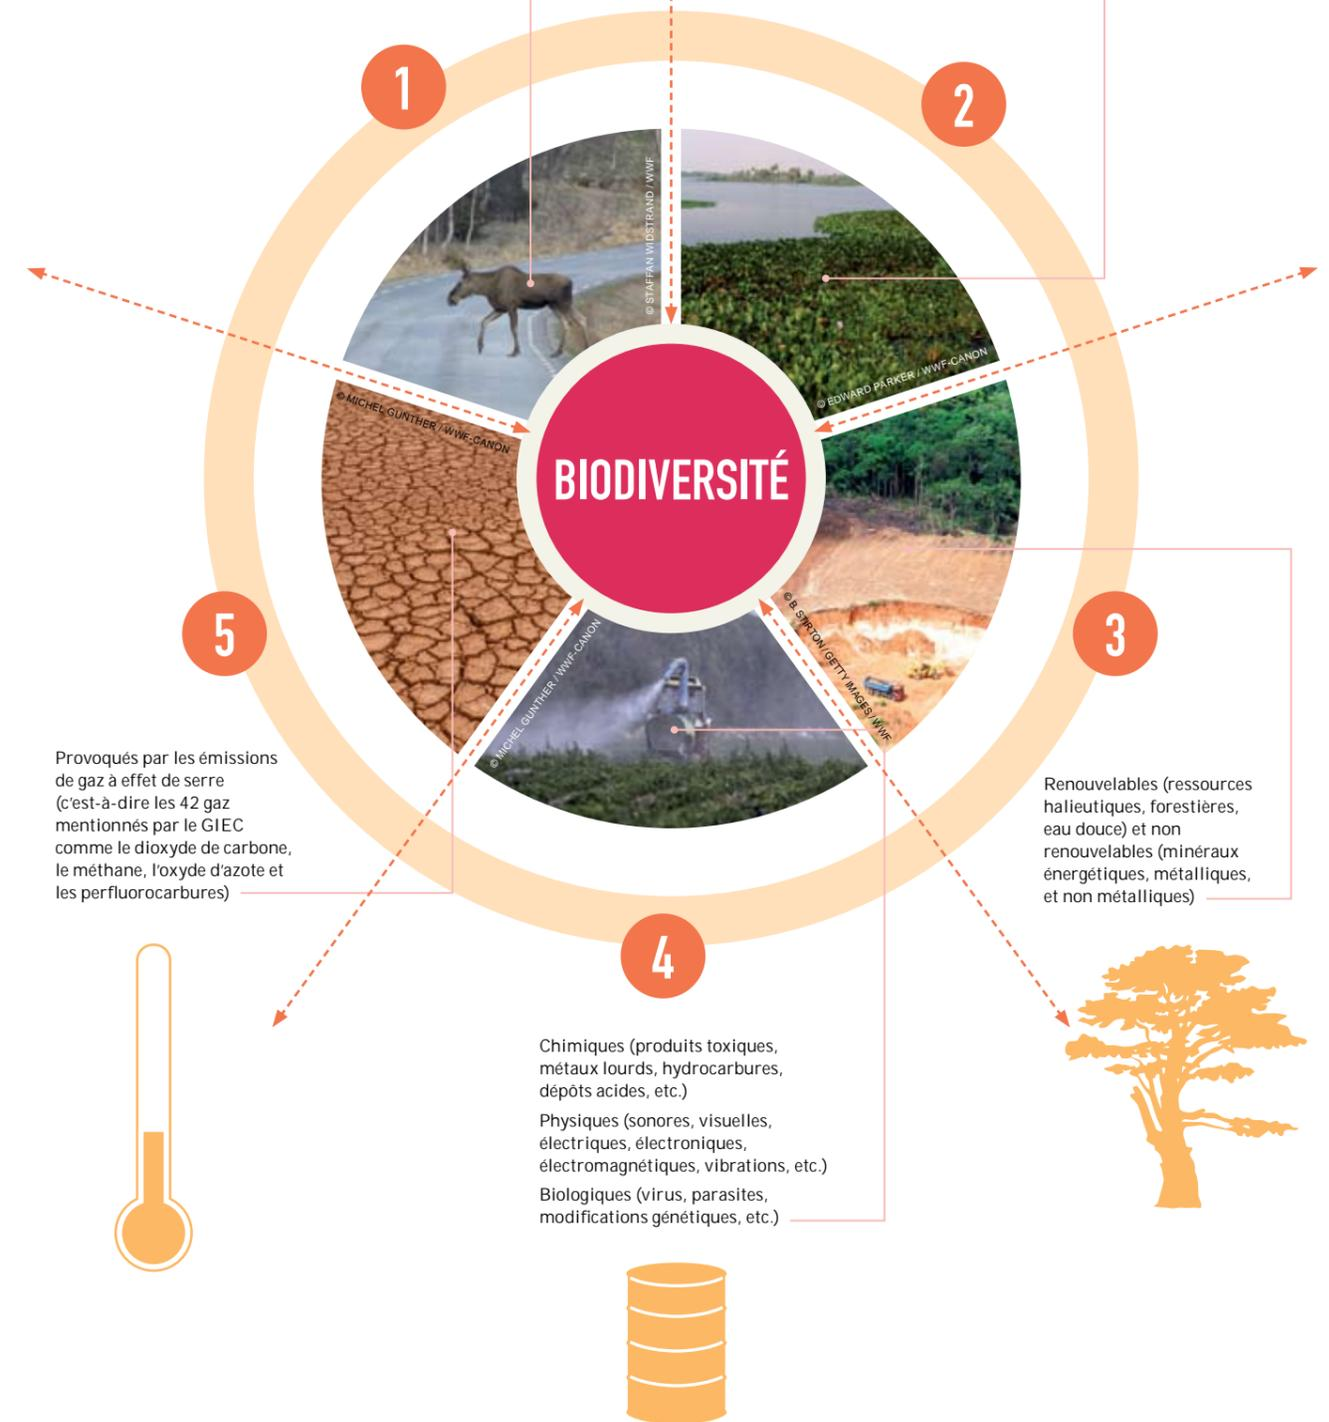 1
2
© STAFFAN WIDSTRAND / WWF
© EDWARD PARKER / WWF-CANON
© MICHEL GUNTHER / WWF-CANON
BIODIVERSITÉ
© B. STIRTON / GETTY IMAGES / WWF
© MICHEL GUNTHER / WWF-CANON
5
3
Provoqués par les émissions
de gaz à effet de serre
(c'est-à-dire les 42 gaz
mentionnés par le GIEC
comme le dioxyde de carbone,
le méthane, l'oxyde d'azote et
les perfluorocarbures)
Renouvelables (ressources
halieutiques, forestières,
eau douce) et non
renouvelables (minéraux
énergétiques, métalliques,
et non métalliques)
4
Chimiques (produits toxiques,
métaux lourds, hydrocarbures,
dépôts acides, etc.)
Physiques (sonores, visuelles,
électriques, électroniques,
électromagnétiques, vibrations, etc.)
Biologiques (virus, parasites,
modifications génétiques, etc.)